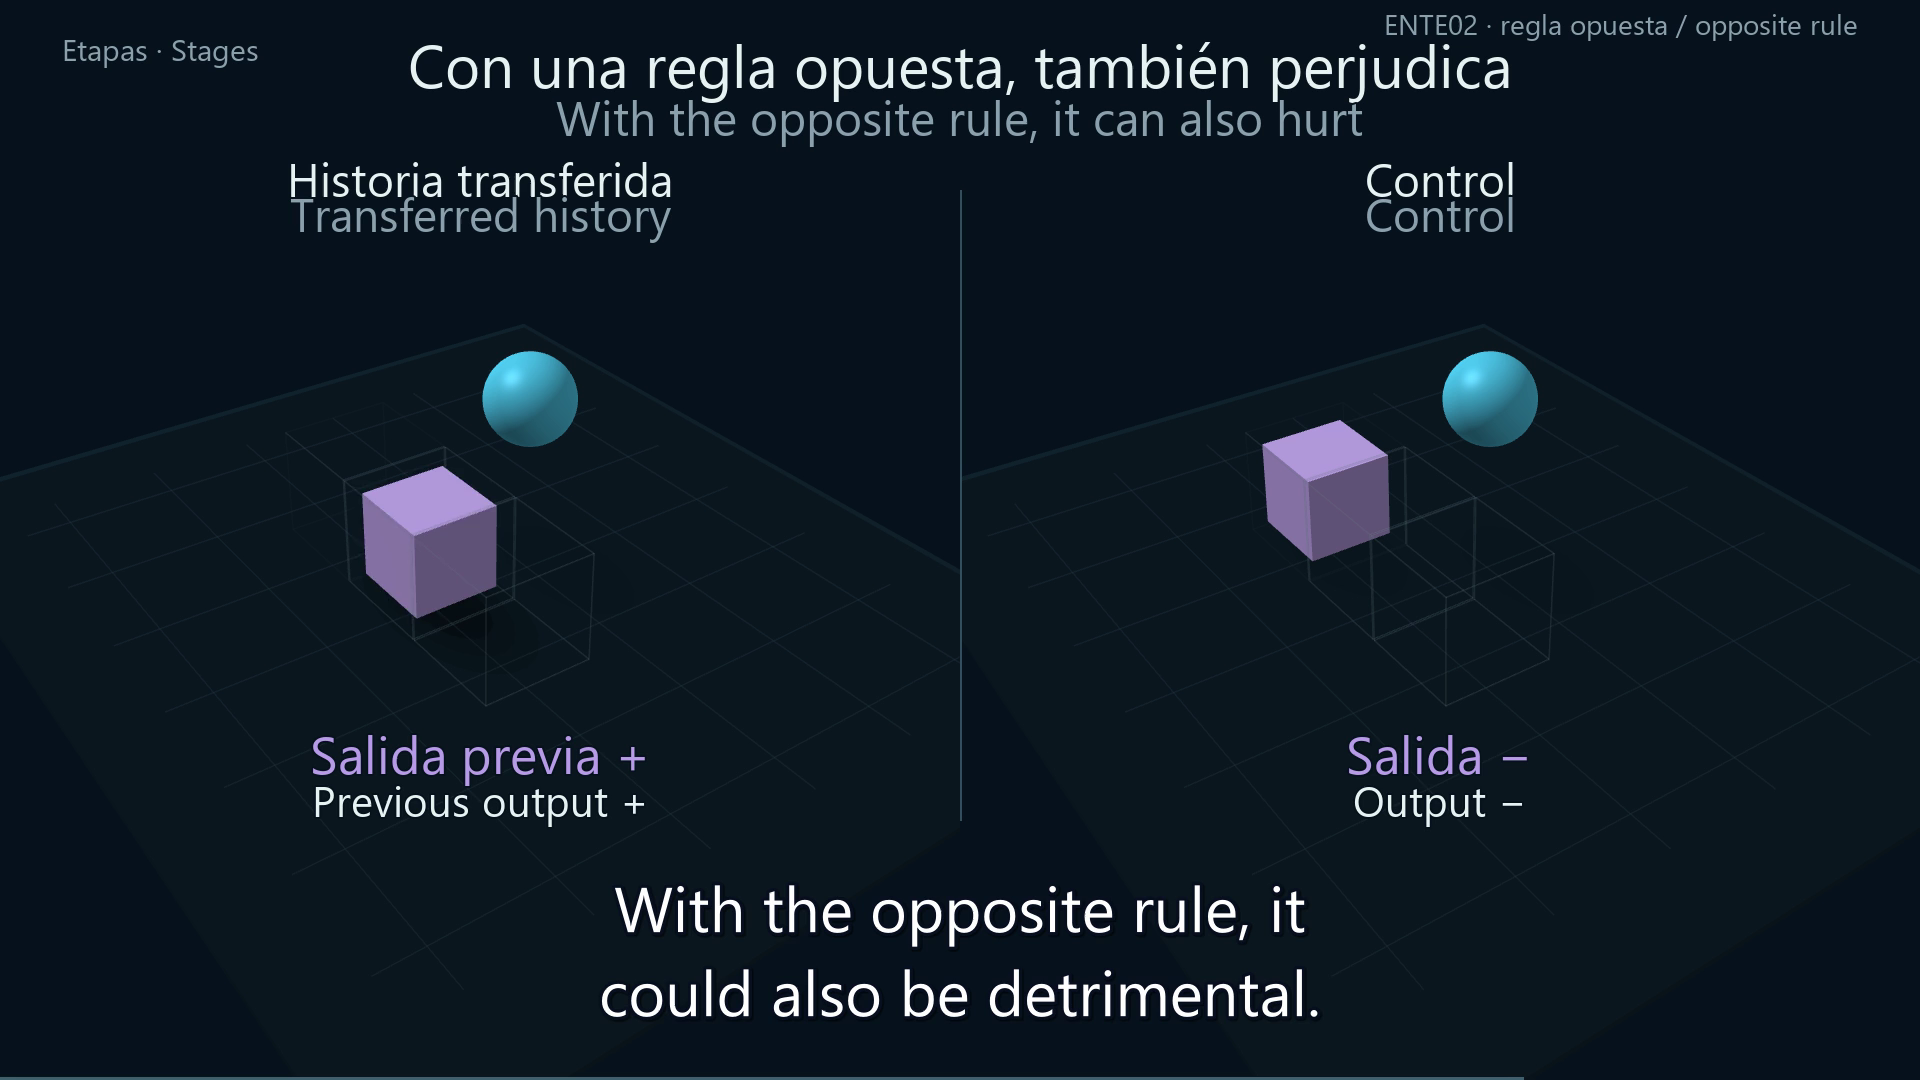 Etapas · Stages
ENTE02 · regla opuesta / opposite rule
Con una regla opuesta, también perjudica
With the opposite rule, it can also hurt
Historia transferida
Transferred history
Control
Control
Salida previa +
Previous output +
Salida −
Output −
With the opposite rule, it
could also be detrimental.